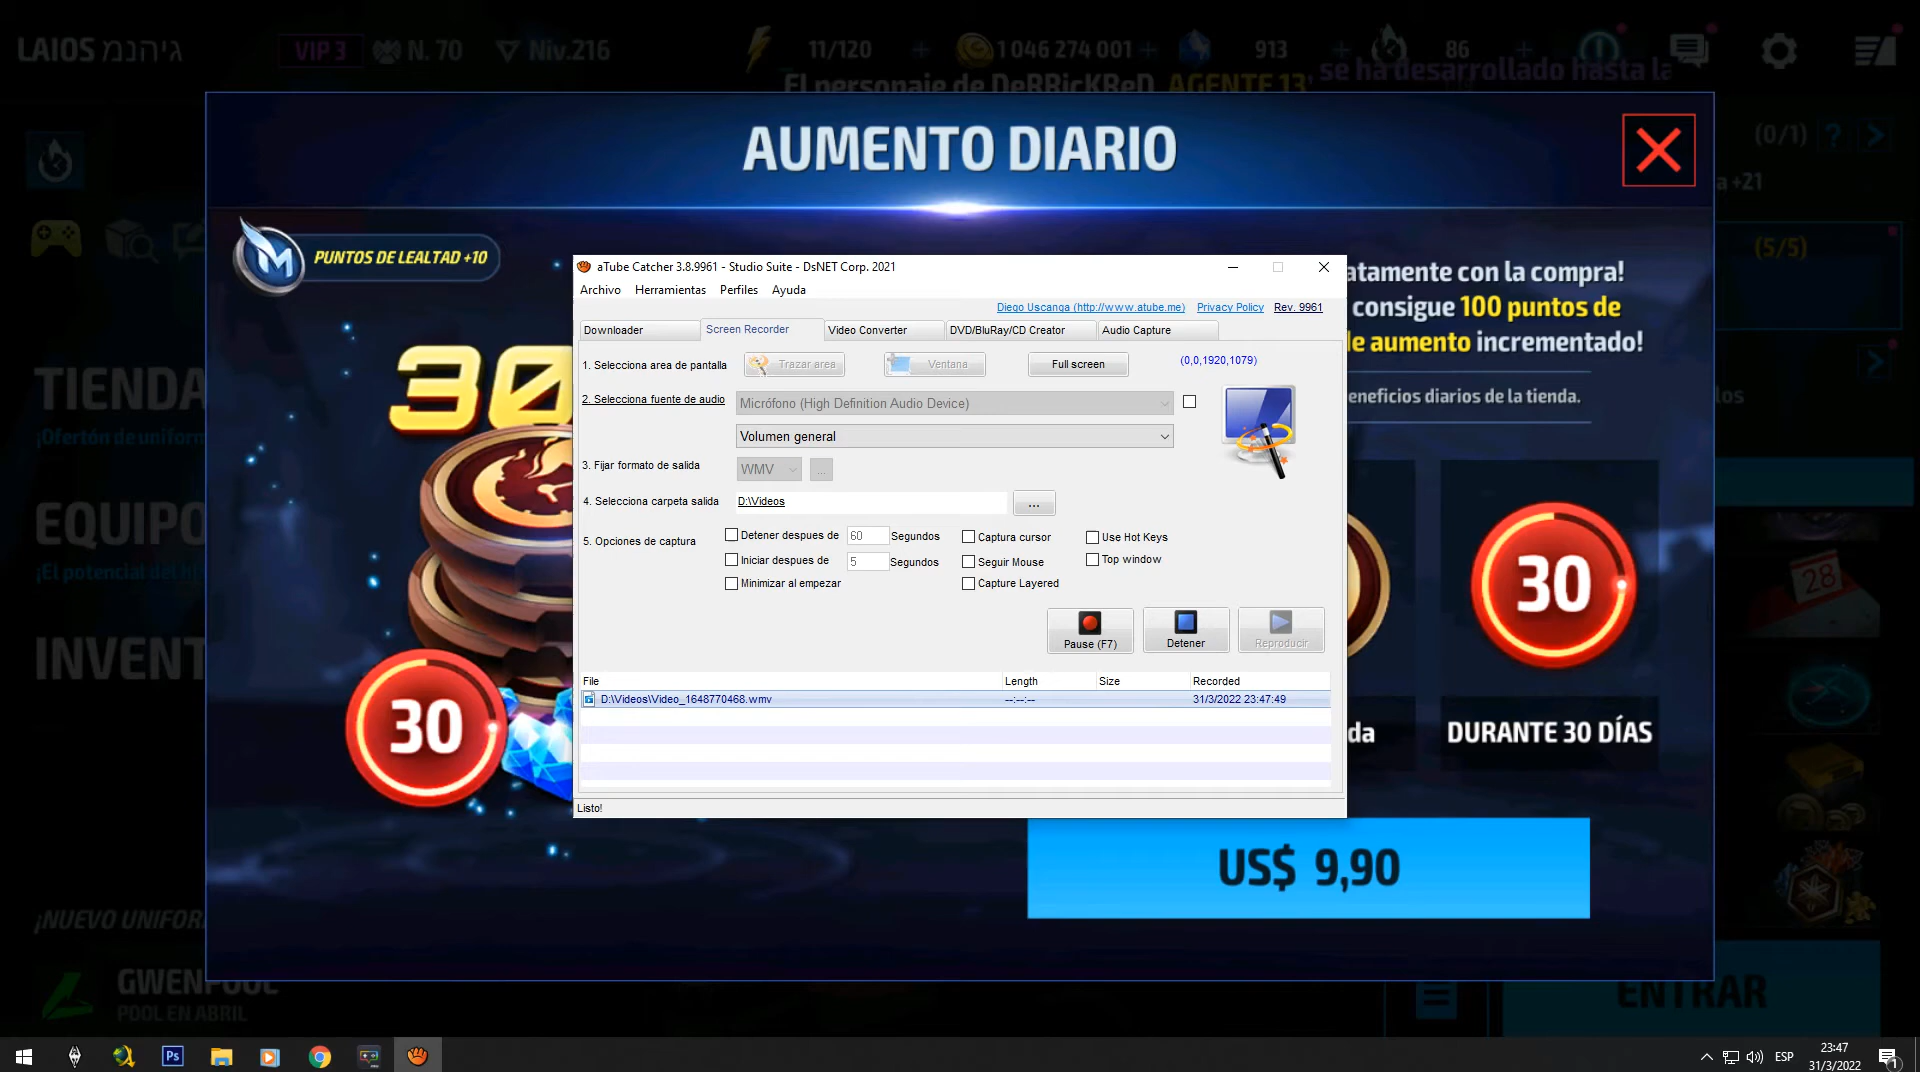 LAIOS מנהיג
VIP 3
N. 70
Niv.216
11/120
1 046 274 001
913
86
El personaje de DeRRicKReD
AGENTE 13'
se ha desarrollado hasta la
AUMENTO DIARIO
(0/1)
?
a +21
PUNTOS DE LEALTAD +10
(5/5)
aTube Catcher 3.8.9961 - Studio Suite - DsNET Corp. 2021
Archivo Herramientas Perfiles Ayuda
Diego Uscanga (http://www.atube.me) Privacy Policy Rev. 9961
Downloader Screen Recorder Video Converter DVD/BluRay/CD Creator Audio Capture
1. Selecciona area de pantalla Trazar area Ventana Full screen (0,0,1920,1079)
2. Selecciona fuente de audio Micrófono (High Definition Audio Device)
Volumen general
3. Fijar formato de salida WMV ...
4. Selecciona carpeta salida D:\Videos ...
5. Opciones de captura
Detener despues de 60 Segundos Captura cursor Use Hot Keys
Iniciar despues de 5 Segundos Seguir Mouse Top window
Minimizar al empezar Capture Layered
Pause (F7) Detener Reproducir
File Length Size Recorded
D:\Videos\Video_1648770468.wmv --:--:-- 31/3/2022 23:47:49
Listo!
atamente con la compra!
consigue 100 puntos de
de aumento incrementado!
eneficios diarios de la tienda.
los
30
TIENDA
¡Ofertón de uniform
EQUIPO
¡El potencial del h
INVENT
30
30
28
da
DURANTE 30 DÍAS
US$ 9,90
¡NUEVO UNIFOR
GWENPOOL
POOL EN ABRIL
ENTRAR
Ps
ESP
23:47
31/3/2022
1